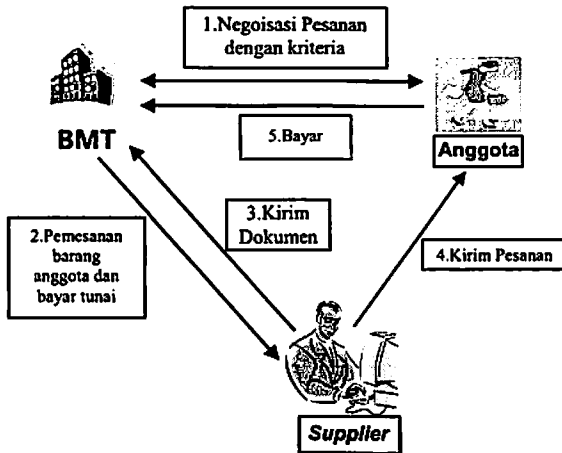 1.Negoisasi Pesanan
dengan kriteria
BMT
5.Bayar
Anggota
2.Pemesanan
barang
anggota dan
bayar tunai
3.Kirim
Dokumen
4.Kirim Pesanan
Supplier